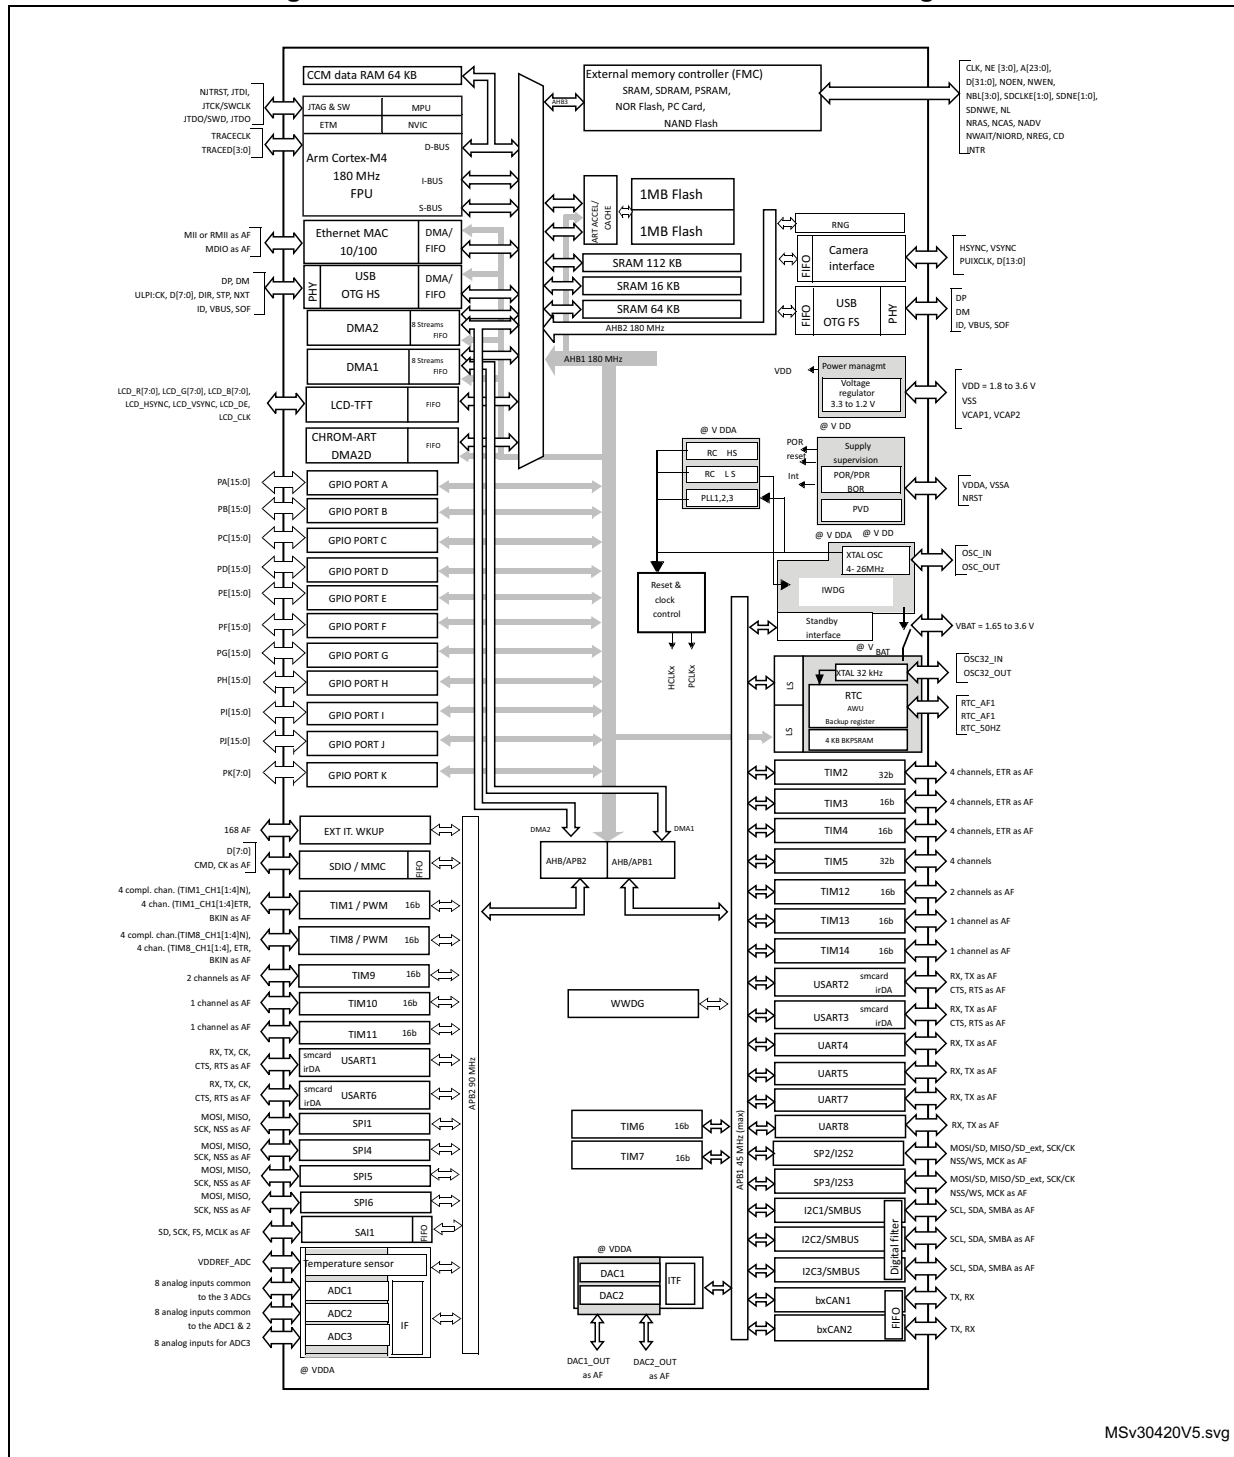 CCM data RAM 64 KB
External memory controller (FMC)
SRAM, SDRAM, PSRAM,
NOR Flash, PC Card,
NAND Flash
AHB3
CLK, NE [3:0], A[23:0],
D[31:0], NOEN, NWEN,
NBL[3:0], SDCLKE[1:0], SDNE[1:0],
SDNWE, NL
NRAS, NCAS, NADV
NWAIT/NIORD, NREG, CD
INTR
NJTRST, JTDI,
JTCK/SWCLK
JTDO/SWD, JTDO
TRACECLK
TRACED[3:0]
JTAG & SW
MPU
ETM
NVIC
D-BUS
Arm Cortex-M4
180 MHz
FPU
I-BUS
S-BUS
ART ACCEL/
CACHE
1MB Flash
1MB Flash
MII or RMII as AF
MDIO as AF
Ethernet MAC
10/100
DMA/
FIFO
SRAM 112 KB
SRAM 16 KB
SRAM 64 KB
RNG
FIFO
Camera
interface
HSYNC, VSYNC
PUIXCLK, D[13:0]
DP, DM
ULPI:CK, D[7:0], DIR, STP, NXT
ID, VBUS, SOF
PHY
USB
OTG HS
DMA/
FIFO
FIFO
USB
OTG FS
PHY
DP
DM
ID, VBUS, SOF
DMA2
8 Streams
FIFO
AHB2 180 MHz
DMA1
8 Streams
FIFO
AHB1 180 MHz
VDD
Power managmt
Voltage
regulator
3.3 to 1.2 V
VDD = 1.8 to 3.6 V
VSS
VCAP1, VCAP2
LCD_R[7:0], LCD_G[7:0], LCD_B[7:0],
LCD_HSYNC, LCD_VSYNC, LCD_DE,
LCD_CLK
LCD-TFT
FIFO
CHROM-ART
DMA2D
FIFO
@ V DD
@ V DDA
RC HS
RC L S
PLL1,2,3
POR
reset
Int
Supply
supervision
POR/PDR
BOR
PVD
VDDA, VSSA
NRST
@ V DDA
@ V DD
PA[15:0]
GPIO PORT A
PB[15:0]
GPIO PORT B
PC[15:0]
GPIO PORT C
PD[15:0]
GPIO PORT D
PE[15:0]
GPIO PORT E
PF[15:0]
GPIO PORT F
PG[15:0]
GPIO PORT G
PH[15:0]
GPIO PORT H
PI[15:0]
GPIO PORT I
PJ[15:0]
GPIO PORT J
PK[7:0]
GPIO PORT K
XTAL OSC
4- 26MHz
OSC_IN
OSC_OUT
IWDG
Reset &
clock
control
HCLKx
PCLKx
Standby
interface
VBAT = 1.65 to 3.6 V
@ V BAT
LS
LS
XTAL 32 kHz
OSC32_IN
OSC32_OUT
RTC
AWU
Backup register
RTC_AF1
RTC_AF1
RTC_50HZ
4 KB BKPSRAM
DMA2
DMA1
AHB/APB2
AHB/APB1
168 AF
EXT IT. WKUP
D[7:0]
CMD, CK as AF
SDIO / MMC
FIFO
4 compl. chan. (TIM1_CH1[1:4]N),
4 chan. (TIM1_CH1[1:4]ETR,
BKIN as AF
TIM1 / PWM 16b
4 compl. chan.(TIM8_CH1[1:4]N),
4 chan.(TIM8_CH1[1:4], ETR,
BKIN as AF
TIM8 / PWM 16b
2 channels as AF
TIM9 16b
1 channel as AF
TIM10 16b
1 channel as AF
TIM11 16b
RX, TX, CK,
CTS, RTS as AF
smcard
irDA
USART1
RX, TX, CK,
CTS, RTS as AF
smcard
irDA
USART6
MOSI, MISO,
SCK, NSS as AF
SPI1
MOSI, MISO,
SCK, NSS as AF
SPI4
MOSI, MISO,
SCK, NSS as AF
SPI5
MOSI, MISO,
SCK, NSS as AF
SPI6
SD, SCK, FS, MCLK as AF
SAI1
FIFO
VDDREF_ADC
Temperature sensor
8 analog inputs common
to the 3 ADCs
ADC1
8 analog inputs common
to the ADC1 & 2
ADC2
8 analog inputs for ADC3
ADC3
IF
@ VDDA
APB2 90 MHz
WWDG
TIM6 16b
TIM7 16b
@ VDDA
DAC1
DAC2
ITF
DAC1_OUT
as AF
DAC2_OUT
as AF
APB1 45 MHz (max)
TIM2 32b
4 channels, ETR as AF
TIM3 16b
4 channels, ETR as AF
TIM4 16b
4 channels, ETR as AF
TIM5 32b
4 channels
TIM12 16b
2 channels as AF
TIM13 16b
1 channel as AF
TIM14 16b
1 channel as AF
USART2
smcard
irDA
RX, TX as AF
CTS, RTS as AF
USART3
smcard
irDA
RX, TX as AF
CTS, RTS as AF
UART4
RX, TX as AF
UART5
RX, TX as AF
UART7
RX, TX as AF
UART8
RX, TX as AF
SP2/I2S2
MOSI/SD, MISO/SD_ext, SCK/CK
NSS/WS, MCK as AF
SP3/I2S3
MOSI/SD, MISO/SD_ext, SCK/CK
NSS/WS, MCK as AF
I2C1/SMBUS
SCL, SDA, SMBA as AF
I2C2/SMBUS
SCL, SDA, SMBA as AF
I2C3/SMBUS
SCL, SDA, SMBA as AF
Digital filter
bxCAN1
TX, RX
bxCAN2
TX, RX
FIFO
MSv30420V5.svg